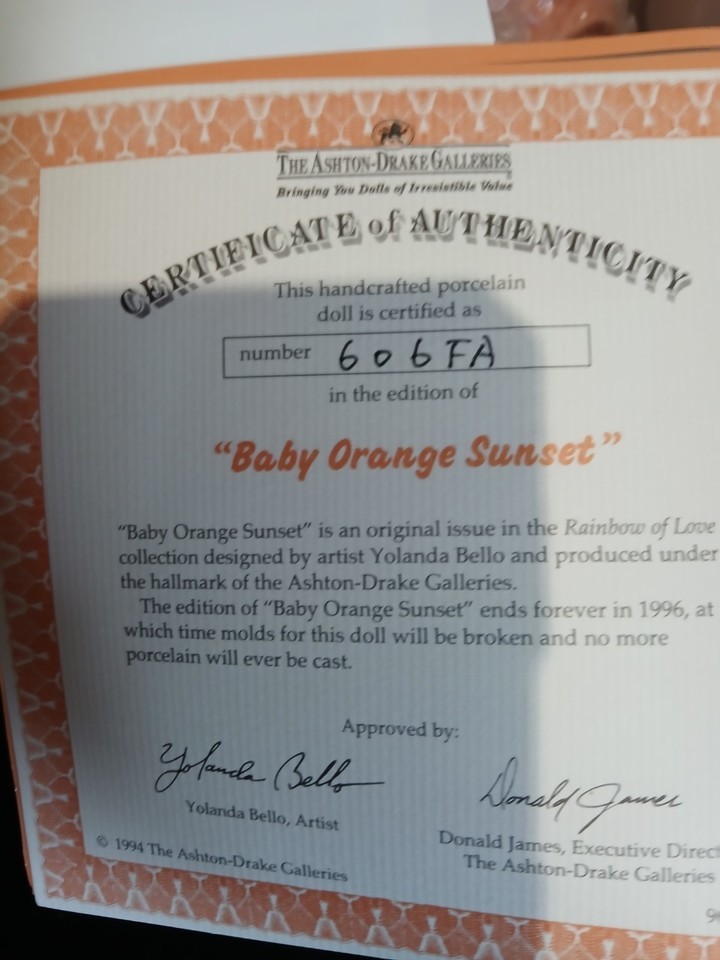 THE ASHTON-DRAKE GALLERIES
Bringing You Dolls of Irresistible Value
CERTIFICATE of AUTHENTICITY
This handcrafted porcelain
doll is certified as
number 606FA
in the edition of
“Baby Orange Sunset”
“Baby Orange Sunset” is an original issue in the Rainbow of Love
collection designed by artist Yolanda Bello and produced under
the hallmark of the Ashton-Drake Galleries.
The edition of “Baby Orange Sunset” ends forever in 1996, at
which time molds for this doll will be broken and no more
porcelain will ever be cast.
Approved by:
Yolanda Bello
Donald James
Yolanda Bello, Artist
Donald James, Executive Direct
The Ashton-Drake Galleries
© 1994 The Ashton-Drake Galleries